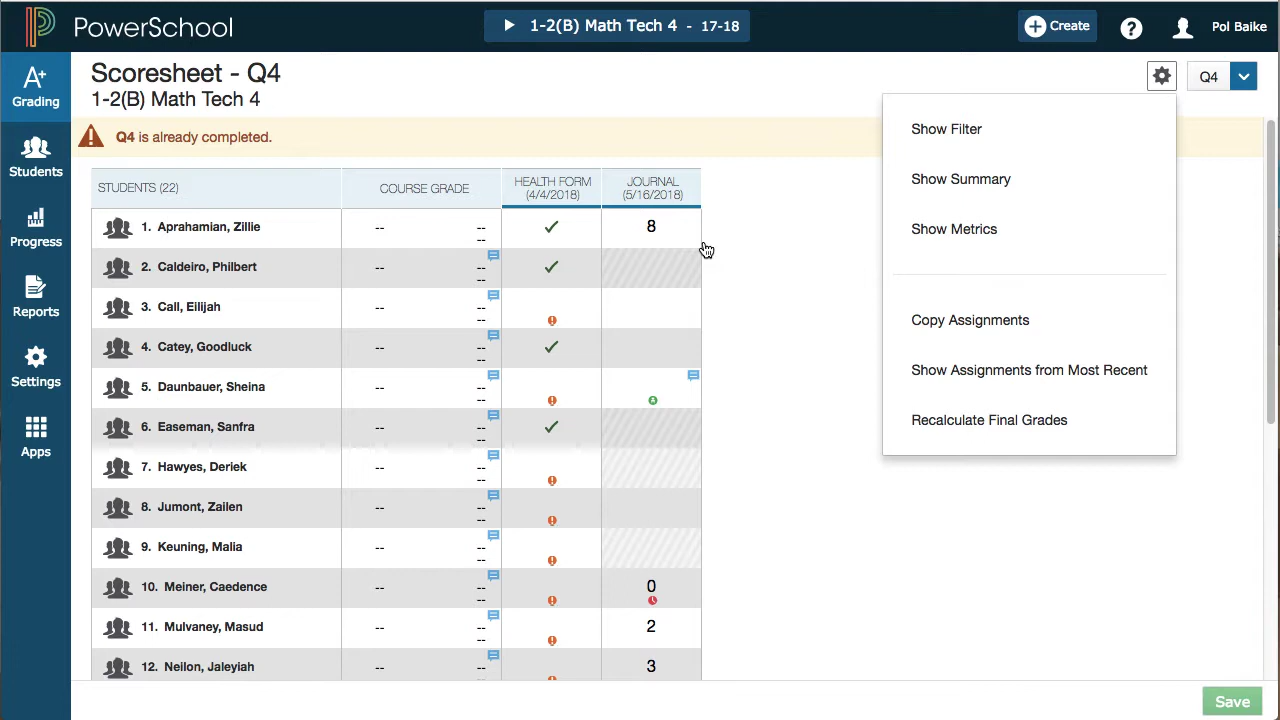 PowerSchool
1-2(B) Math Tech 4 - 17-18
Create
?
Pol Baike
A+
Grading
Students
Progress
Reports
Settings
Apps
Scoresheet - Q4
1-2(B) Math Tech 4
Q4
Q4 is already completed.
Show Filter
Show Summary
Show Metrics
Copy Assignments
Show Assignments from Most Recent
Recalculate Final Grades
STUDENTS (22)
COURSE GRADE
HEALTH FORM
(4/4/2018)
JOURNAL
(5/16/2018)
1. Aprahamian, Zillie -- -- 8
--
2. Caldeiro, Philbert -- --
--
3. Call, Eilijah -- --
--
4. Catey, Goodluck -- --
--
5. Daunbauer, Sheina -- --
--
6. Easeman, Sanfra -- --
--
7. Hawyes, Deriek -- --
--
8. Jumont, Zailen -- --
--
9. Keuning, Malia -- --
--
10. Meiner, Caedence -- -- 0
--
11. Mulvaney, Masud -- -- 2
--
12. Neilon, Jaleyiah -- -- 3
--
Save